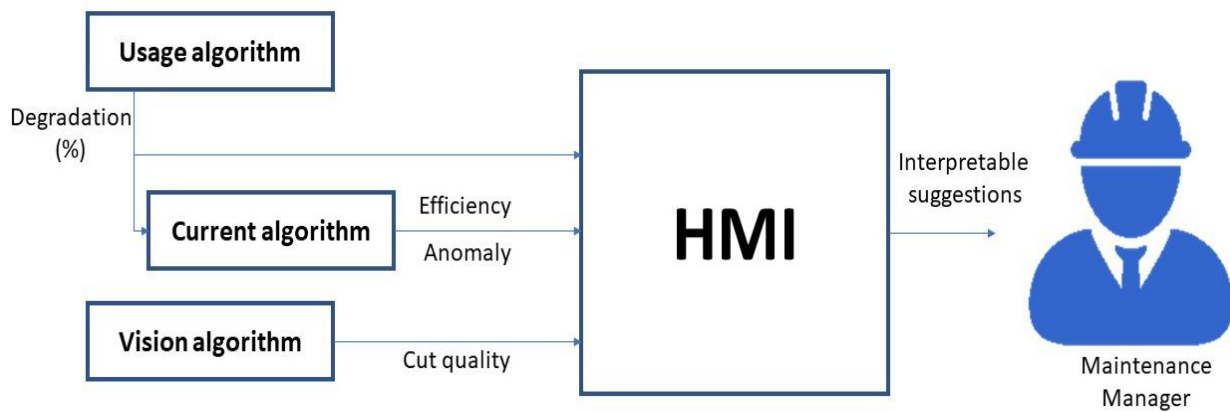 Usage algorithm
Degradation
(%)
Current algorithm
Efficiency
Anomaly
Vision algorithm
Cut quality
HMI
Interpretable
suggestions
Maintenance
Manager